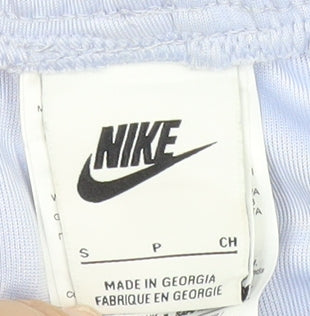 NIKE
S P CH
MADE IN GEORGIA
FABRIQUE EN GEORGIE